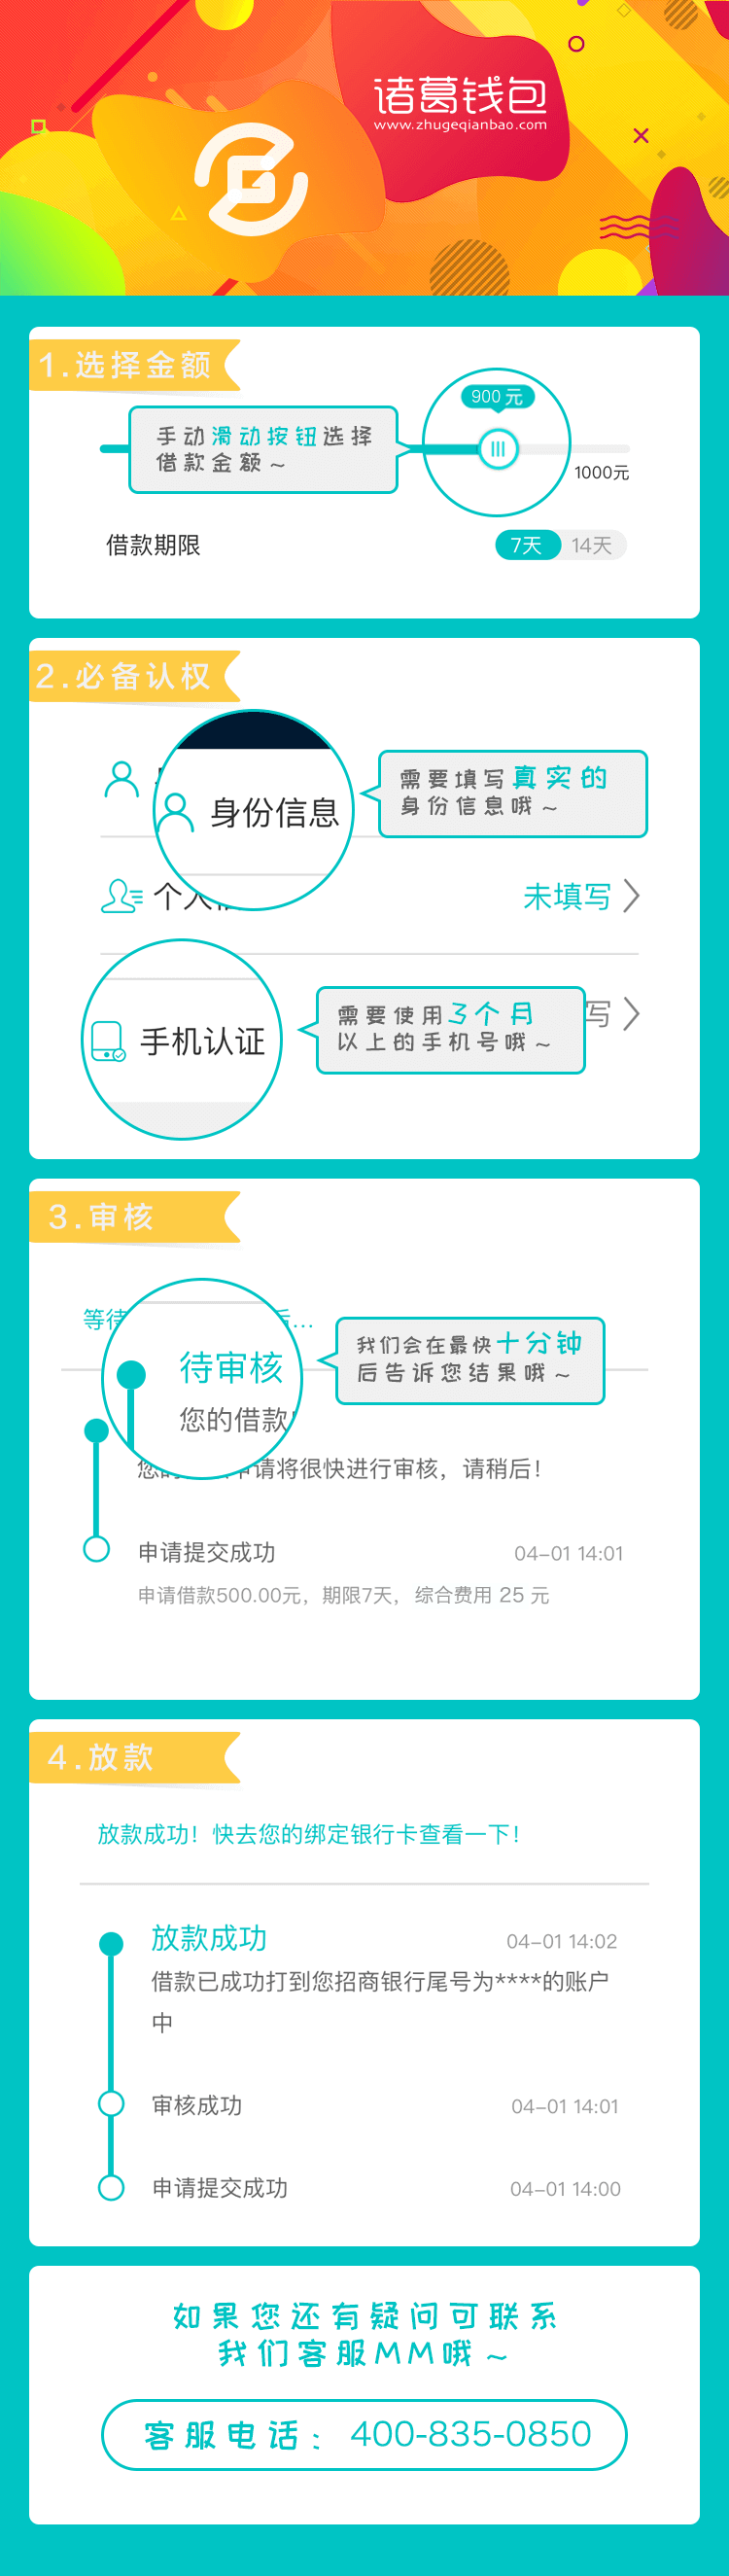 诸葛钱包
www.zhugeqianbao.com
1.选择金额
900 元
手动滑动按钮选择
借款金额～
1000元
借款期限
7天
14天
2.必备认权
需要填写真实的
身份信息哦～
身份信息
个人
未填写
需要使用3个月
以上的手机号哦～
写
手机认证
3.审核
等待
后...
我们会在最快十分钟
后告诉您结果哦～
待审核
您的借款
申请将很快进行审核，请稍后！
申请提交成功
04-01 14:01
申请借款500.00元，期限7天，综合费用 25 元
4.放款
放款成功！快去您的绑定银行卡查看一下！
放款成功
04-01 14:02
借款已成功打到您招商银行尾号为****的账户
中
审核成功
04-01 14:01
申请提交成功
04-01 14:00
如果您还有疑问可联系
我们客服MM哦～
客服电话：400-835-0850